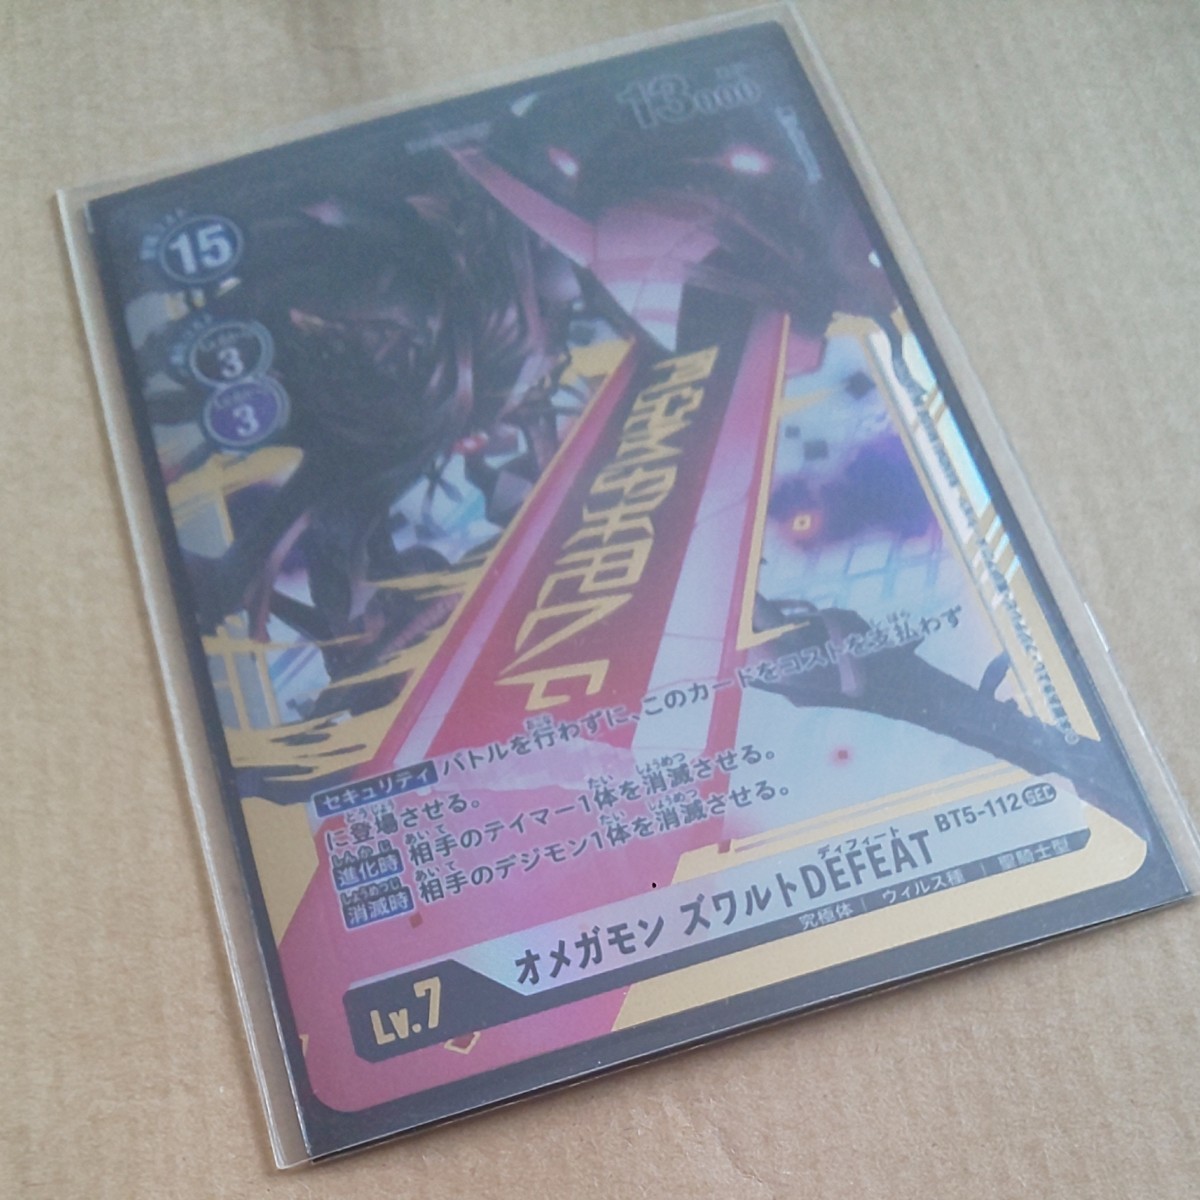 13000
15
3
3
セキュリティ バトルを行わずに、このカードをコストを支払わず
に登場させる。
進化時 相手のテイマー1体を消滅させる。
消滅時 相手のデジモン1体を消滅させる。
BT5-112 SEC
ディフィート
オメガモン ズワルトDEFEAT
Lv.7
究極体 | ウィルス種 | 聖騎士型